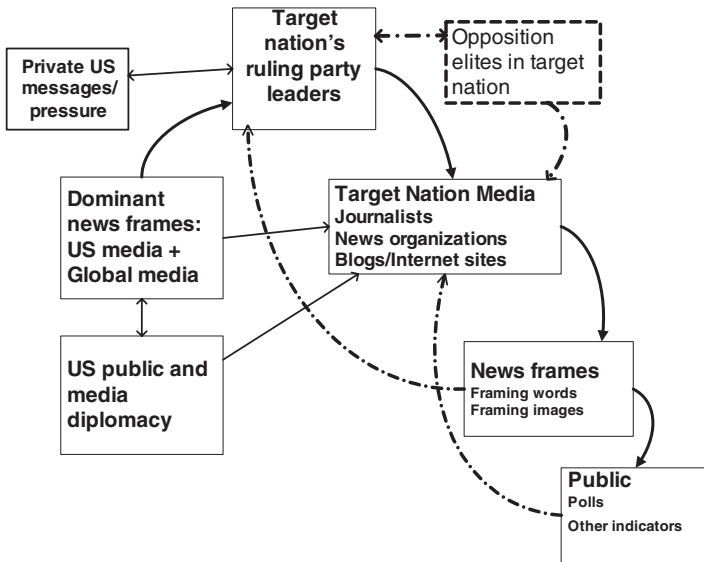 Target
nation's
ruling party
leaders
Opposition
elites in target
nation
Private US
messages/
pressure
Dominant
news frames:
US media +
Global media
Target Nation Media
Journalists
News organizations
Blogs/Internet sites
US public and
media
diplomacy
News frames
Framing words
Framing images
Public
Polls
Other indicators